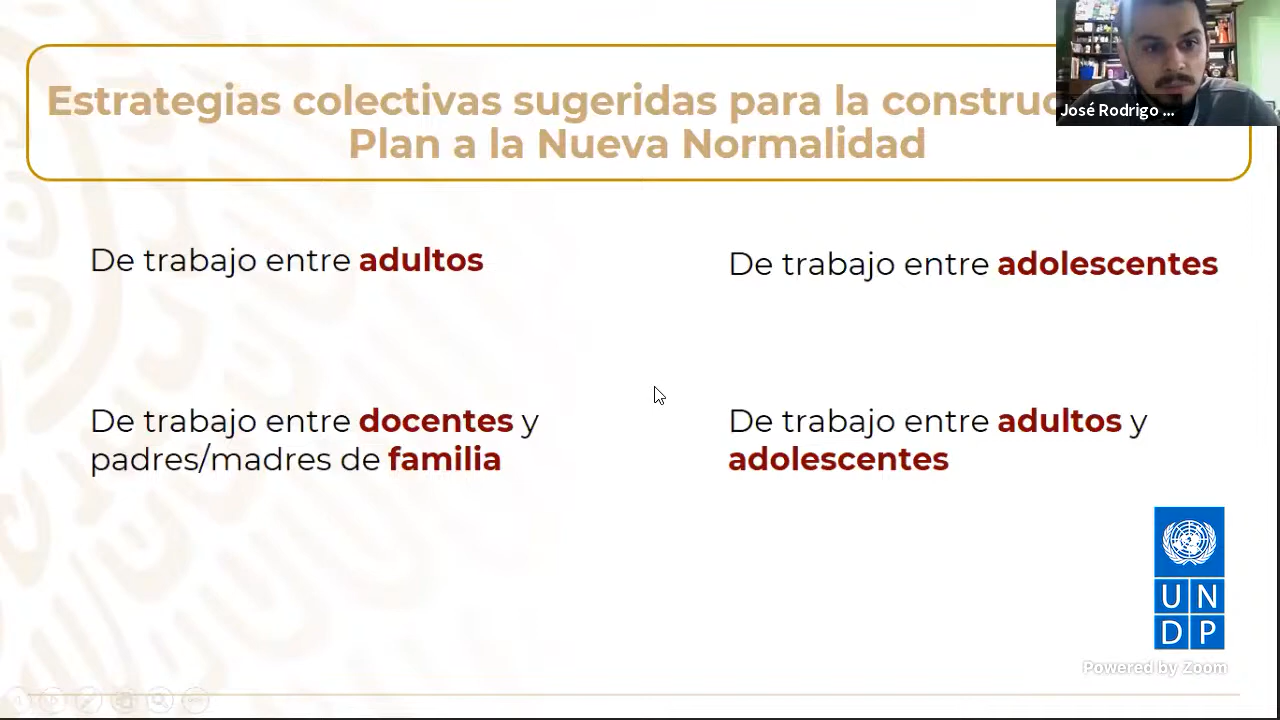 Estrategias colectivas sugeridas para la
Plan a la Nueva Normalidad
José Rodrigo ...
De trabajo entre adultos
De trabajo entre adolescentes
De trabajo entre docentes y
padres/madres de familia
De trabajo entre adultos y
adolescentes
U N
D P
Powered by Zoom